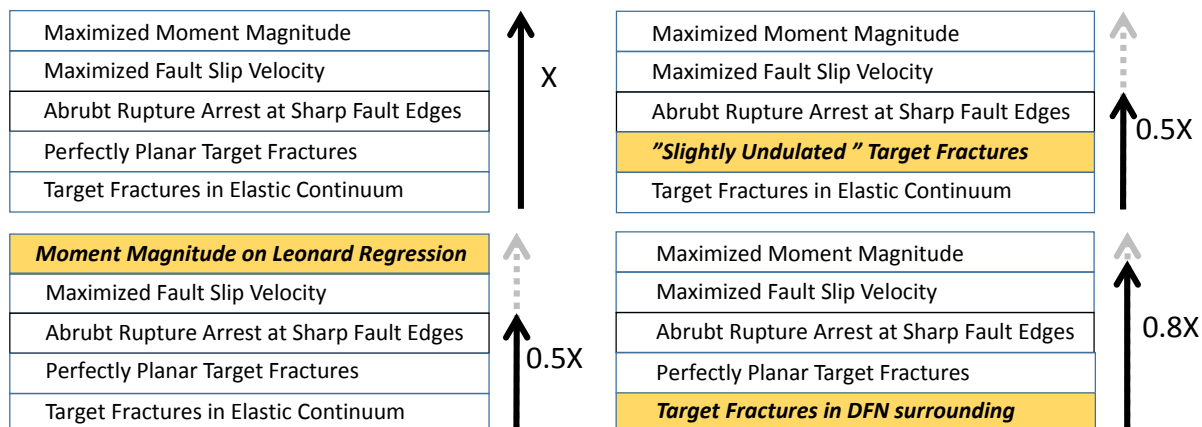 Maximized Moment Magnitude
Maximized Fault Slip Velocity
Abrubt Rupture Arrest at Sharp Fault Edges
Perfectly Planar Target Fractures
Target Fractures in Elastic Continuum
X
Maximized Moment Magnitude
Maximized Fault Slip Velocity
Abrubt Rupture Arrest at Sharp Fault Edges
”Slightly Undulated ” Target Fractures
Target Fractures in Elastic Continuum
0.5X
Moment Magnitude on Leonard Regression
Maximized Fault Slip Velocity
Abrubt Rupture Arrest at Sharp Fault Edges
Perfectly Planar Target Fractures
Target Fractures in Elastic Continuum
0.5X
Maximized Moment Magnitude
Maximized Fault Slip Velocity
Abrubt Rupture Arrest at Sharp Fault Edges
Perfectly Planar Target Fractures
Target Fractures in DFN surrounding
0.8X